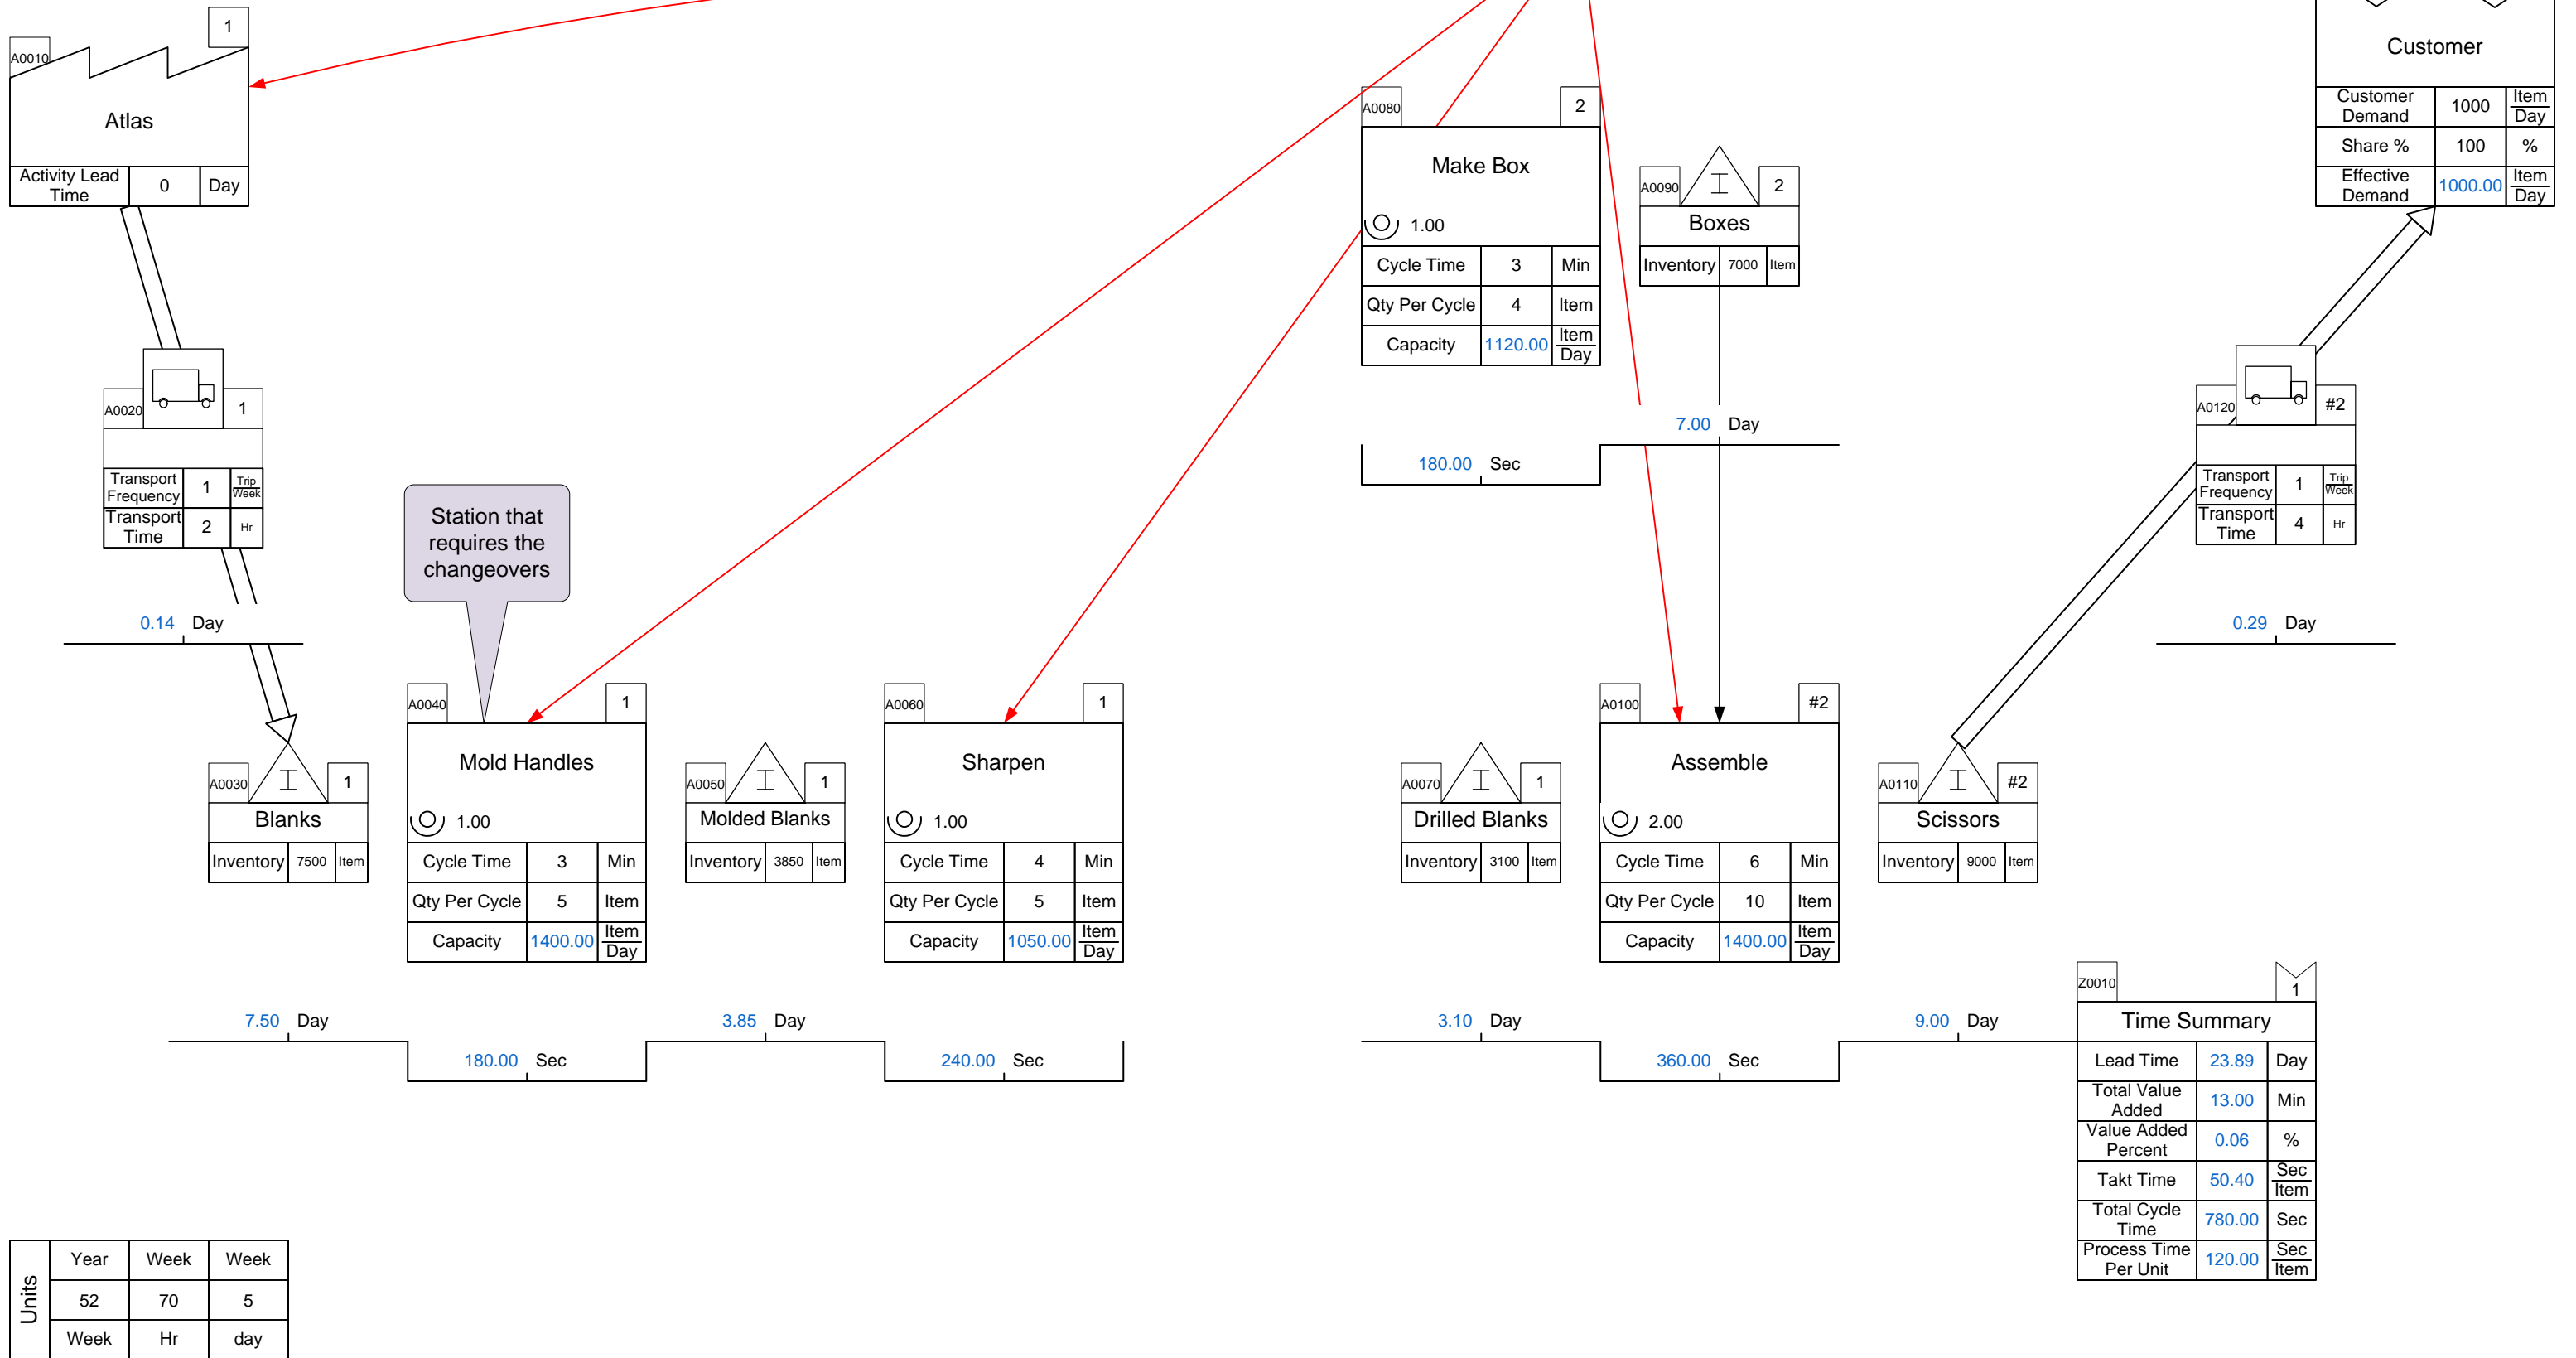 A0010
1
Atlas
Activity Lead
Time
0
Day
A0020
1
Transport
Frequency
1
Trip
Week
Transport
Time
2
Hr
0.14 Day
Station that
requires the
changeovers
A0080
2
Make Box
1.00
Cycle Time
3
Min
Qty Per Cycle
4
Item
Capacity
1120.00
Item
Day
180.00 Sec
A0090
I
2
Boxes
Inventory
7000
Item
7.00 Day
Customer
Customer
Demand
1000
Item
Day
Share %
100
%
Effective
Demand
1000.00
Item
Day
A0120
#2
Transport
Frequency
1
Trip
Week
Transport
Time
4
Hr
0.29 Day
A0030
I
1
Blanks
Inventory
7500
Item
7.50 Day
A0040
1
Mold Handles
1.00
Cycle Time
3
Min
Qty Per Cycle
5
Item
Capacity
1400.00
Item
Day
180.00 Sec
A0050
I
1
Molded Blanks
Inventory
3850
Item
3.85 Day
A0060
1
Sharpen
1.00
Cycle Time
4
Min
Qty Per Cycle
5
Item
Capacity
1050.00
Item
Day
240.00 Sec
A0070
I
1
Drilled Blanks
Inventory
3100
Item
3.10 Day
A0100
#2
Assemble
2.00
Cycle Time
6
Min
Qty Per Cycle
10
Item
Capacity
1400.00
Item
Day
360.00 Sec
A0110
I
#2
Scissors
Inventory
9000
Item
9.00 Day
Z0010
1
Time Summary
Lead Time
23.89
Day
Total Value
Added
13.00
Min
Value Added
Percent
0.06
%
Takt Time
50.40
Sec
Item
Total Cycle
Time
780.00
Sec
Process Time
Per Unit
120.00
Sec
Item
Units
Year Week Week
52 70 5
Week Hr day